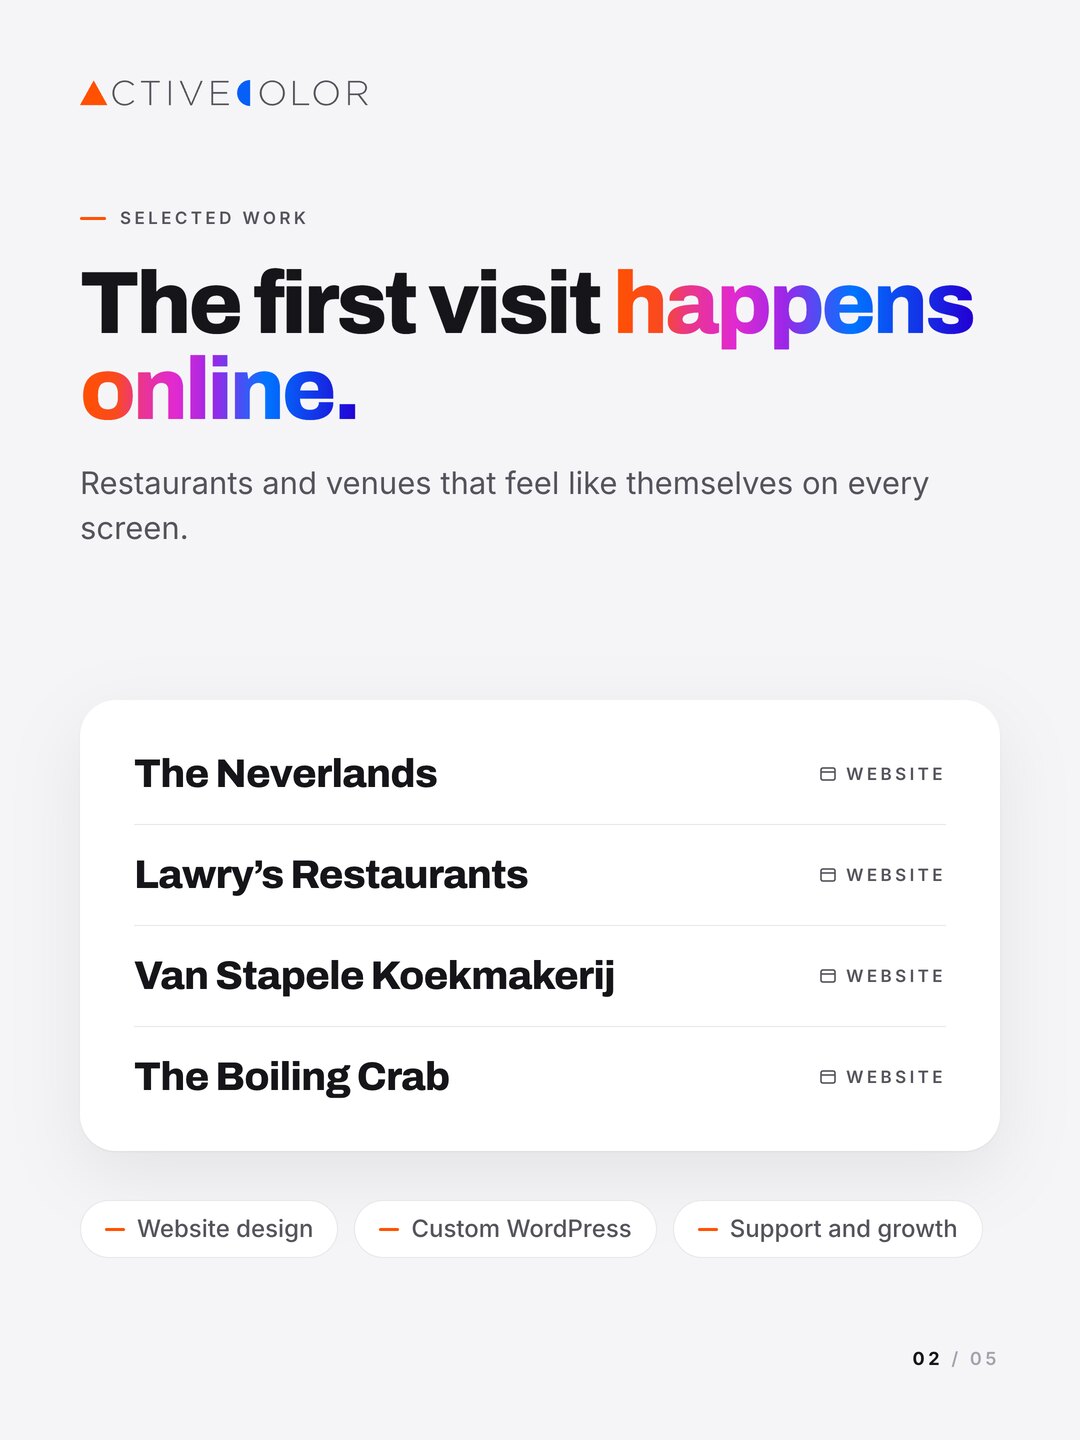 ACTIVECOLOR
SELECTED WORK
The first visit happens
online.
Restaurants and venues that feel like themselves on every
screen.
The Neverlands
WEBSITE
Lawry’s Restaurants
WEBSITE
Van Stapele Koekmakerij
WEBSITE
The Boiling Crab
WEBSITE
Website design
Custom WordPress
Support and growth
02 / 05